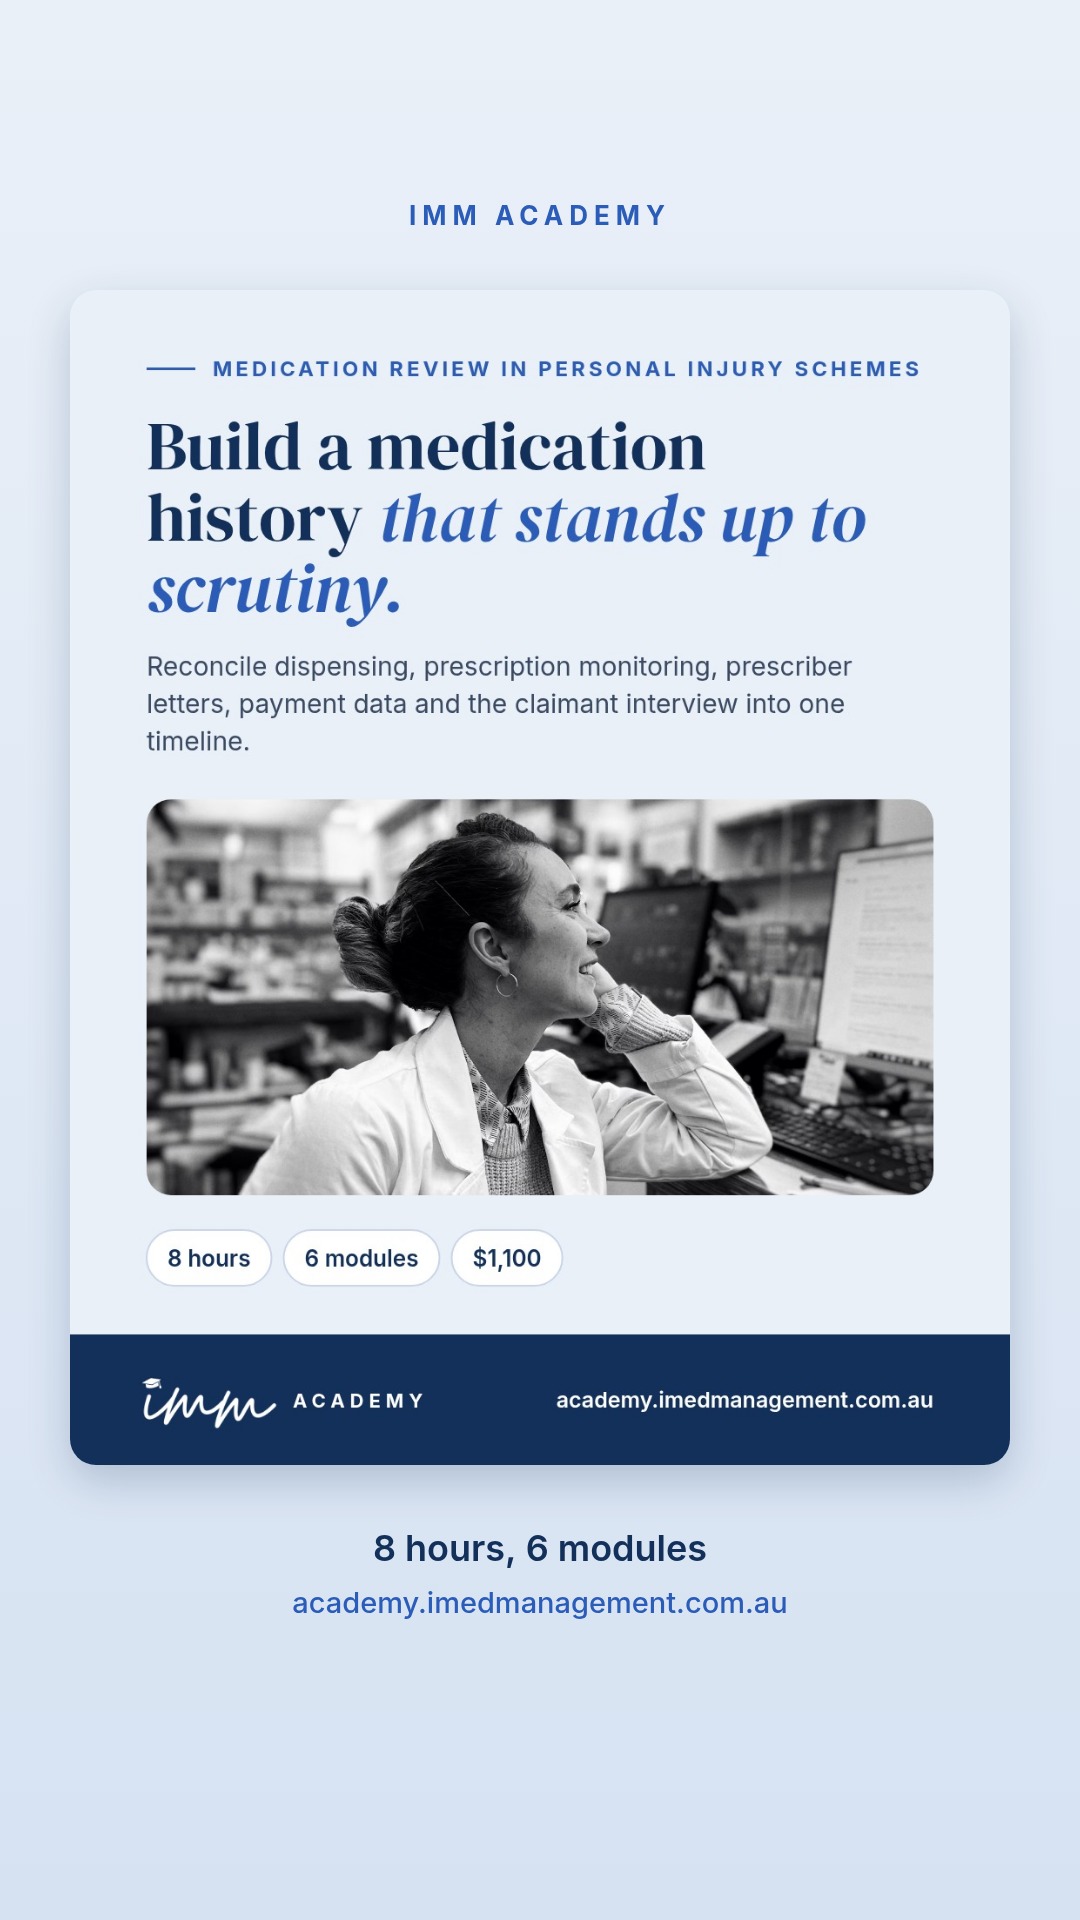 IMM ACADEMY
MEDICATION REVIEW IN PERSONAL INJURY SCHEMES
Build a medication
history that stands up to
scrutiny.
Reconcile dispensing, prescription monitoring, prescriber
letters, payment data and the claimant interview into one
timeline.
8 hours
6 modules
$1,100
imm ACADEMY
academy.imedmanagement.com.au
8 hours, 6 modules
academy.imedmanagement.com.au